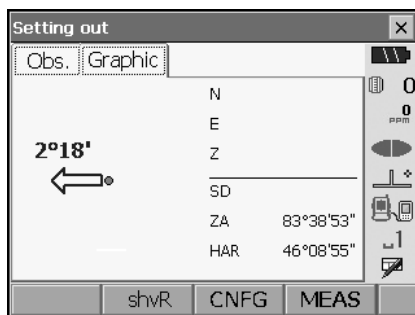 Setting out
Obs. Graphic
0
0
ppm
N
E
2°18'
Z
SD
ZA 83°38'53"
HAR 46°08'55"
1
shvR CNFG MEAS